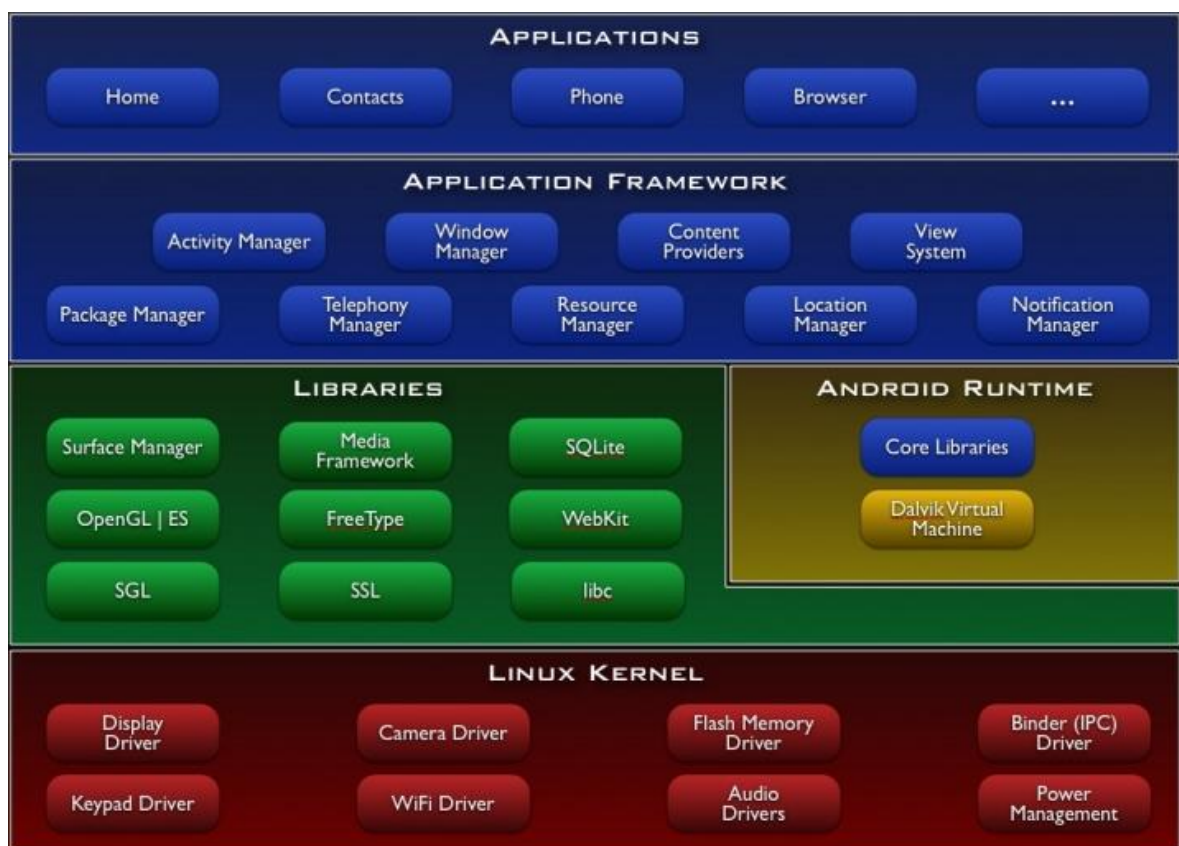 APPLICATIONS
Home
Contacts
Phone
Browser
...
APPLICATION FRAMEWORK
Activity Manager
Window
Manager
Content
Providers
View
System
Package Manager
Telephony
Manager
Resource
Manager
Location
Manager
Notification
Manager
LIBRARIES
Surface Manager
Media
Framework
SQLite
OpenGL | ES
FreeType
WebKit
SGL
SSL
libc
ANDROID RUNTIME
Core Libraries
Dalvik Virtual
Machine
LINUX KERNEL
Display
Driver
Camera Driver
Flash Memory
Driver
Binder (IPC)
Driver
Keypad Driver
WiFi Driver
Audio
Drivers
Power
Management